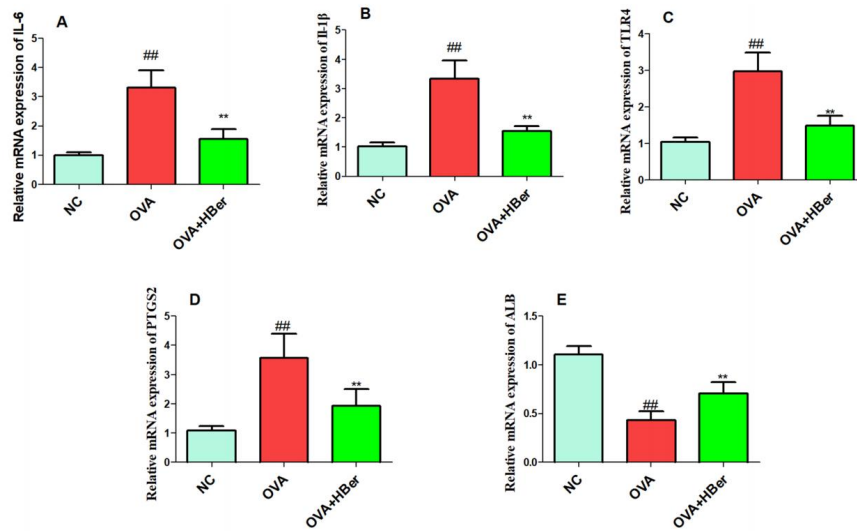 A
Relative mRNA expression of IL-6
5
4
3
2
1
0
##
**
NC
OVA
OVA+HBer
B
Relative mRNA expression of Il-1β
5
4
3
2
1
0
##
**
NC
OVA
OVA+HBer
C
Relative mRNA expression of TLR4
4
3
2
1
0
##
**
NC
OVA
OVA+HBer
D
Relative mRNA expression of PTGS2
5
4
3
2
1
0
##
**
NC
OVA
OVA+HBer
E
Relative mRNA expression of ALB
1.5
1.0
0.5
0.0
##
**
NC
OVA
OVA+HBer